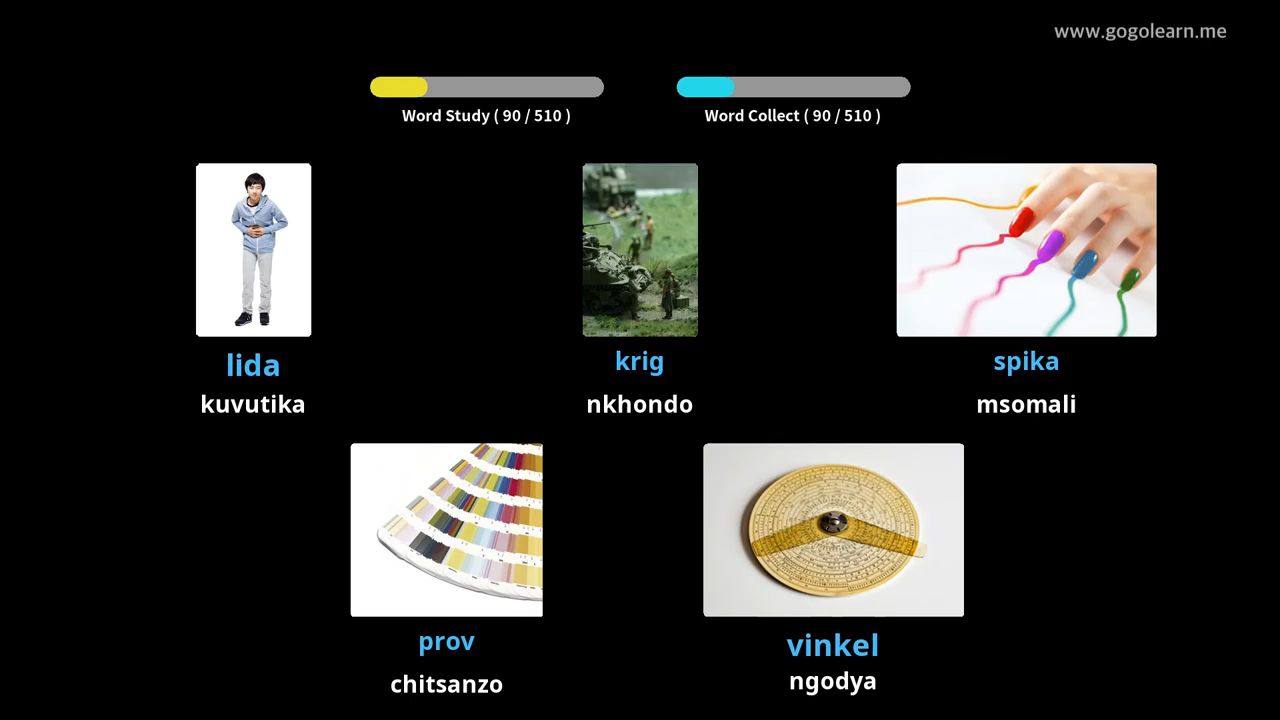 www.gogolearn.me
Word Study ( 90 / 510 )
Word Collect ( 90 / 510 )
lida
kuvutika
krig
nkhondo
spika
msomali
prov
chitsanzo
vinkel
ngodya